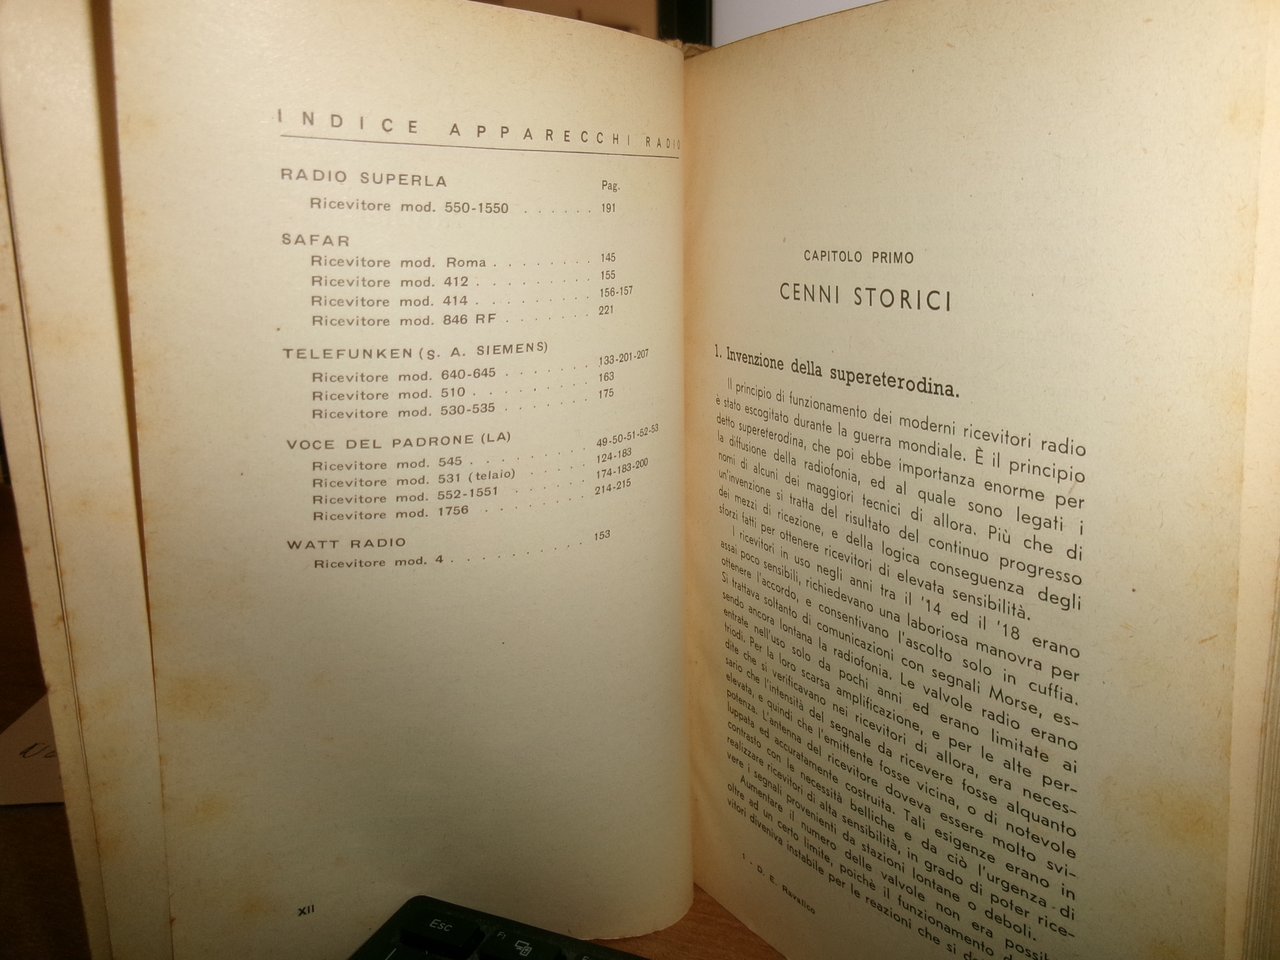 INDICE APPARECCHI RADIO
RADIO SUPERLA
Pag.
Ricevitore mod. 550-1550 . . . . . . 191
SAFAR
Ricevitore mod. Roma . . . . . . . . 145
Ricevitore mod. 412 . . . . . . . . . 155
Ricevitore mod. 414 . . . . . . . . . 156-157
Ricevitore mod. 846 RF . . . . . . . 221
TELEFUNKEN (S. A. SIEMENS)
Ricevitore mod. 640-645 . . . . . . . 133-201-207
Ricevitore mod. 510 . . . . . . . . . 163
Ricevitore mod. 530-535 . . . . . . . 175
VOCE DEL PADRONE (LA)
Ricevitore mod. 545 . . . . . . . . . 49-50-51-52-53
Ricevitore mod. 531 (telaio) . . . . . 124-183
Ricevitore mod. 552-1551 . . . . . . 174-183-200
Ricevitore mod. 1756 . . . . . . . . 214-215
WATT RADIO
Ricevitore mod. 4 . . . . . . . . . . 153
XII
CAPITOLO PRIMO
CENNI STORICI
1. Invenzione della supereterodina.
Il principio di funzionamento dei moderni ricevitori radio
è stato escogitato durante la guerra mondiale. È il principio
detto supereterodina, che poi ebbe importanza enorme per
la diffusione della radiofonia, ed al quale sono legati i
nomi di alcuni dei maggiori tecnici di allora. Più che di
un'invenzione si tratta del risultato del continuo progresso
dei mezzi di ricezione, e della logica conseguenza degli
sforzi fatti per ottenere ricevitori di elevata sensibilità.
I ricevitori in uso negli anni tra il '14 ed il '18 erano
assai poco sensibili, richiedevano una laboriosa manovra per
ottenere l'accordo, e consentivano l'ascolto solo in cuffia.
Si trattava soltanto di comunicazioni con segnali Morse, es-
sendo ancora lontana la radiofonia. Le valvole radio erano
entrate nell'uso solo da pochi anni ed erano limitate ai
triodi. Per la loro scarsa amplificazione, e per le alte per-
dite che si verificavano nei ricevitori di allora, era neces-
sario che l'intensità del segnale da ricevere fosse alquanto
elevata, e quindi che l'emittente fosse vicina, o di notevole
potenza. L'antenna del ricevitore doveva essere molto svi-
luppata ed accuratamente costruita. Tali esigenze erano in
contrasto con le necessità belliche e da ciò l'urgenza di
realizzare ricevitori di alta sensibilità, in grado di poter rice-
vere i segnali provenienti da stazioni lontane o deboli.
Aumentare il numero delle valvole non era possibile
oltre ad un certo limite, poichè il funzionamento
vitori diveniva instabile per le reazioni che si
1 - D. E. Ravalico
Esc
F1